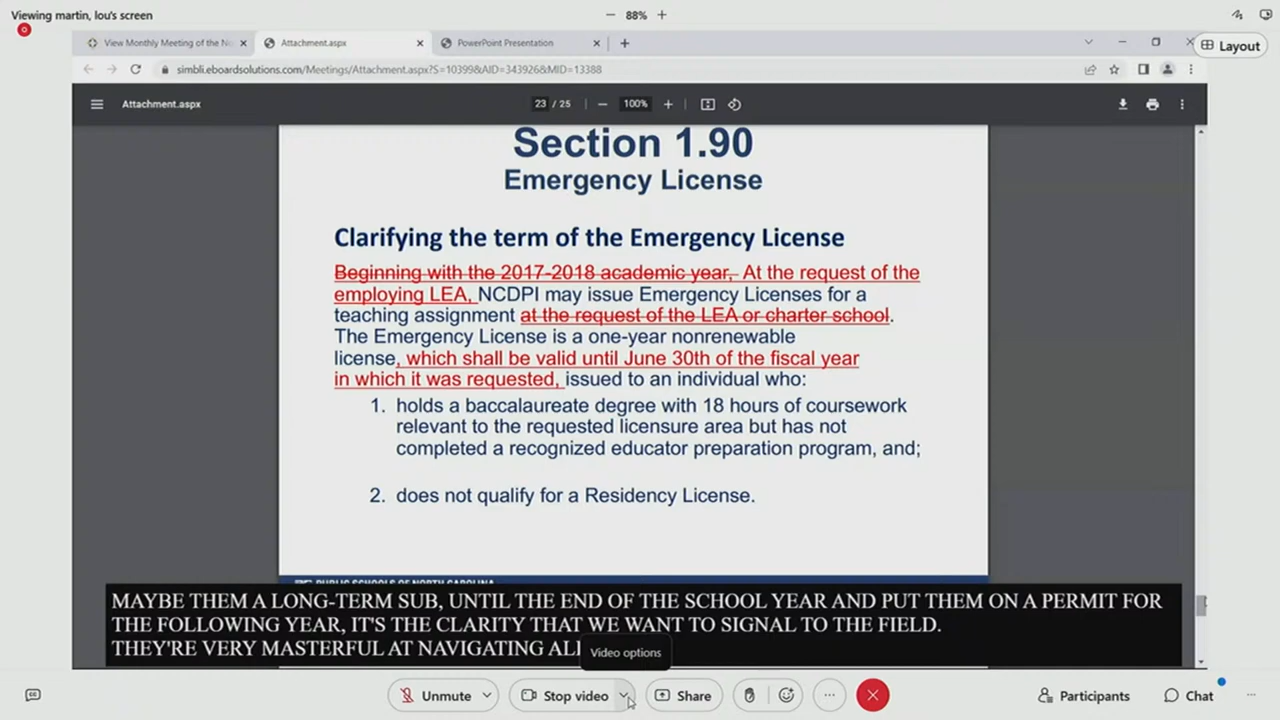 Viewing martin, lou's screen
88%
Layout
View Monthly Meeting of the No
Attachment.aspx
PowerPoint Presentation
simbli.eboardsolutions.com/Meetings/Attachment.aspx?S=10399&AID=343926&MID=13388
Attachment.aspx
23 / 25
100%
Section 1.90
Emergency License
Clarifying the term of the Emergency License
Beginning with the 2017-2018 academic year, At the request of the
employing LEA, NCDPI may issue Emergency Licenses for a
teaching assignment at the request of the LEA or charter school.
The Emergency License is a one-year nonrenewable
license, which shall be valid until June 30th of the fiscal year
in which it was requested, issued to an individual who:
1. holds a baccalaureate degree with 18 hours of coursework
relevant to the requested licensure area but has not
completed a recognized educator preparation program, and;
2. does not qualify for a Residency License.
PUBLIC SCHOOLS OF NORTH CAROLINA
MAYBE THEM A LONG-TERM SUB, UNTIL THE END OF THE SCHOOL YEAR AND PUT THEM ON A PERMIT FOR
THE FOLLOWING YEAR, IT'S THE CLARITY THAT WE WANT TO SIGNAL TO THE FIELD.
THEY'RE VERY MASTERFUL AT NAVIGATING ALL
Video options
Unmute
Stop video
Share
Participants
Chat